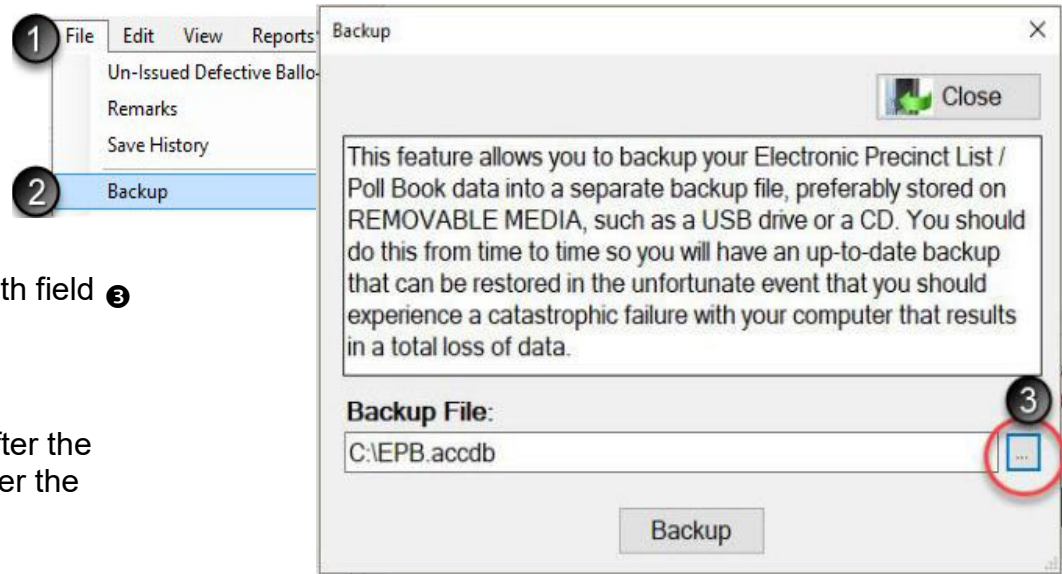 1 File Edit View Reports
Un-Issued Defective Ballo
Remarks
Save History
2 Backup
th field ❸
fter the
er the
Backup
Close
This feature allows you to backup your Electronic Precinct List /
Poll Book data into a separate backup file, preferably stored on
REMOVABLE MEDIA, such as a USB drive or a CD. You should
do this from time to time so you will have an up-to-date backup
that can be restored in the unfortunate event that you should
experience a catastrophic failure with your computer that results
in a total loss of data.
3
Backup File:
C:\EPB.accdb ...
Backup